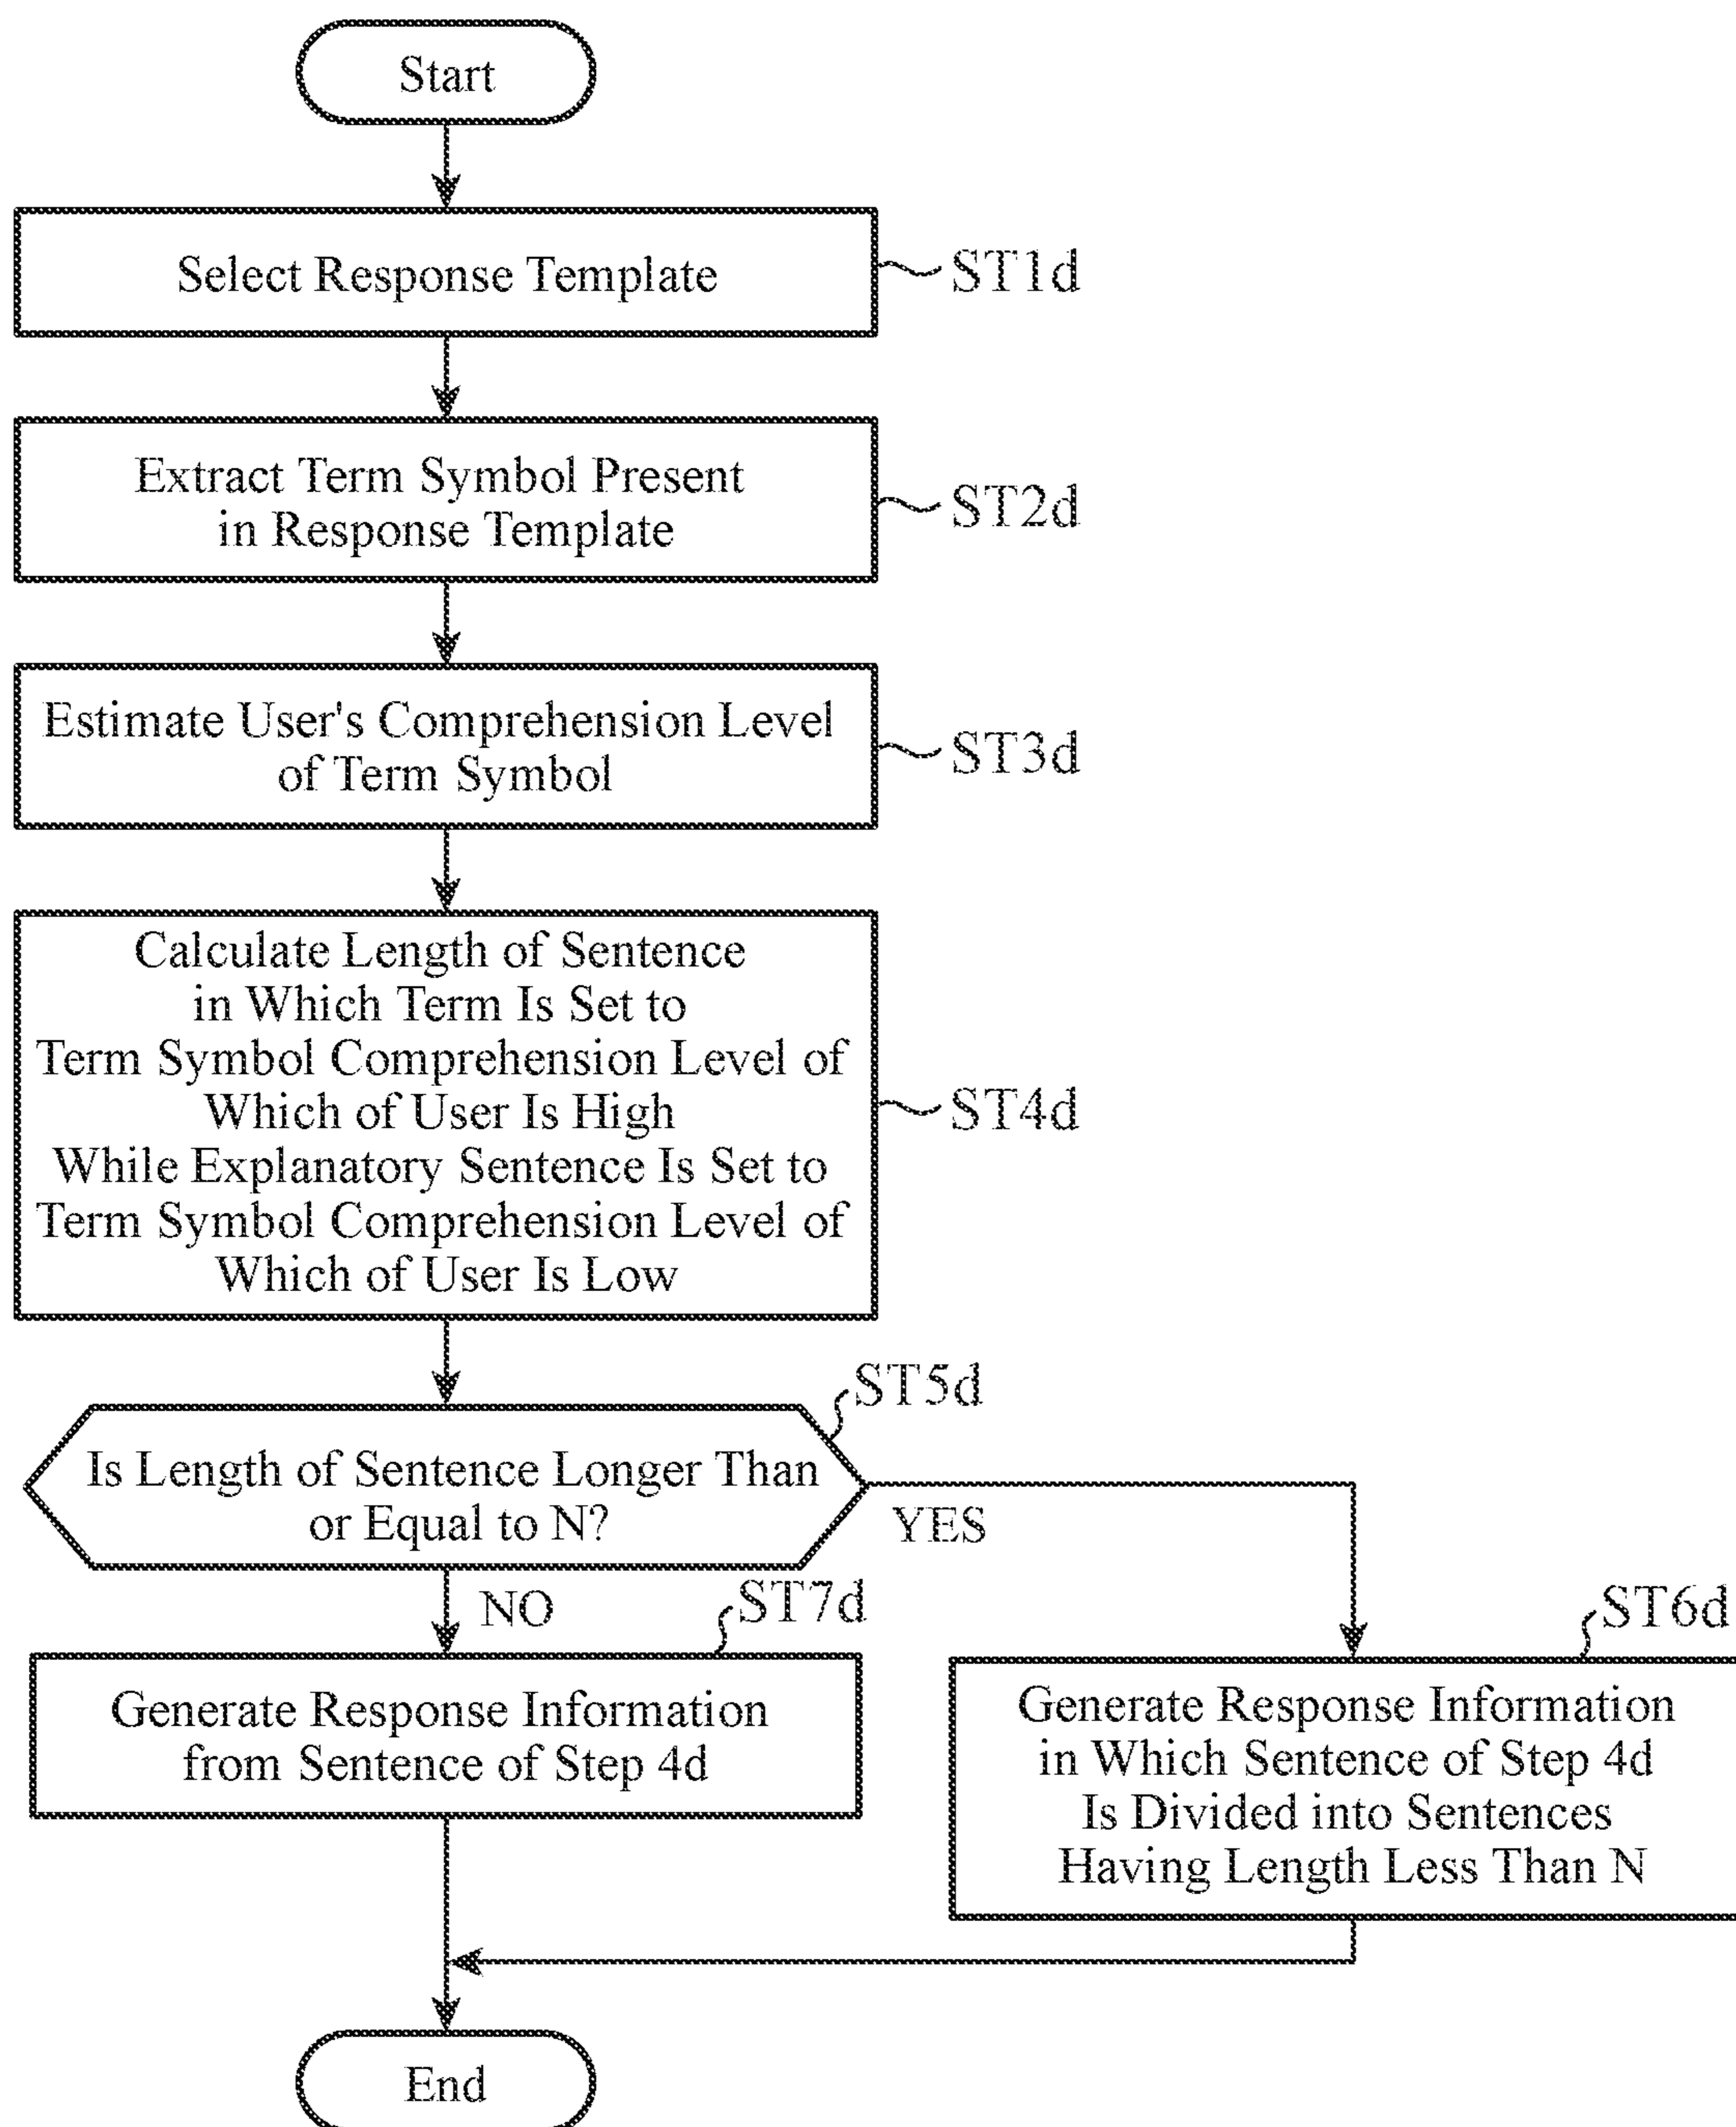 Start
Select Response Template
ST1d
Extract Term Symbol Present
in Response Template
ST2d
Estimate User's Comprehension Level
of Term Symbol
ST3d
Calculate Length of Sentence
in Which Term Is Set to
Term Symbol Comprehension Level of
Which of User Is High
While Explanatory Sentence Is Set to
Term Symbol Comprehension Level of
Which of User Is Low
ST4d
ST5d
Is Length of Sentence Longer Than
or Equal to N?
YES
NO
ST7d
Generate Response Information
from Sentence of Step 4d
ST6d
Generate Response Information
in Which Sentence of Step 4d
Is Divided into Sentences
Having Length Less Than N
End